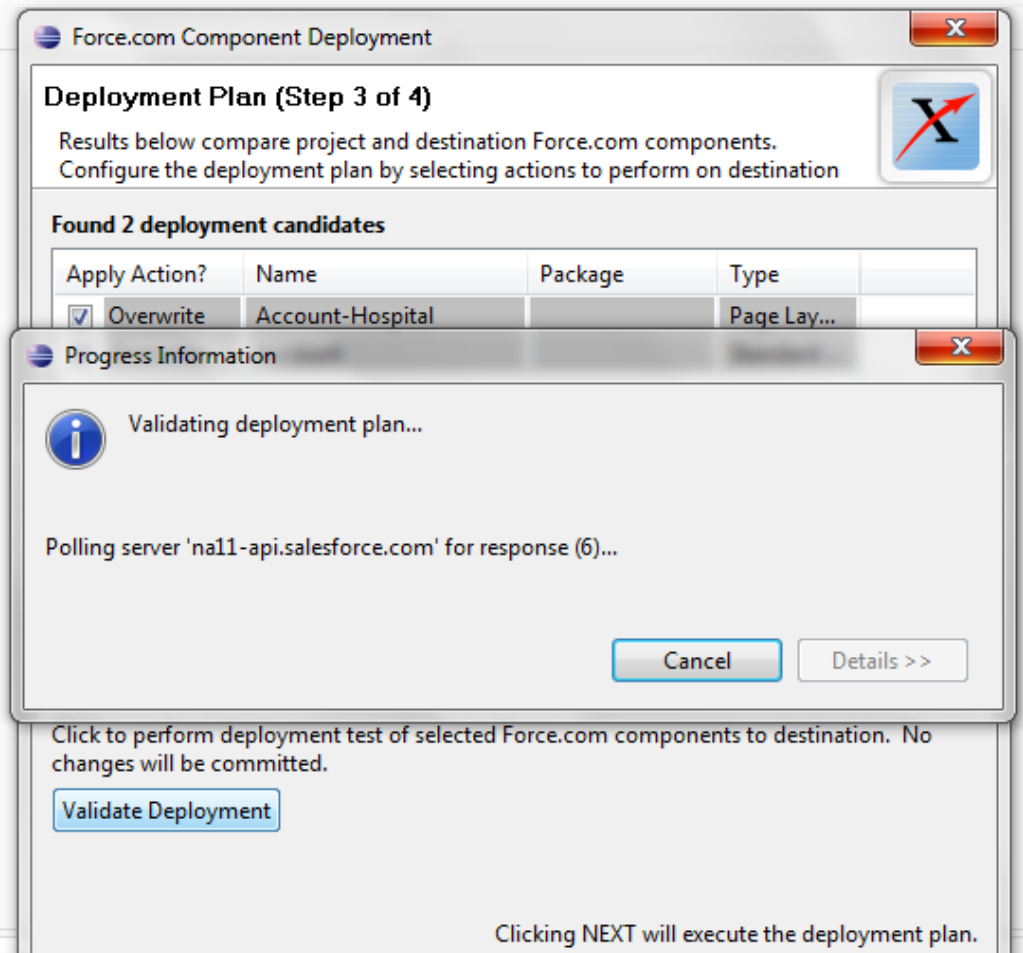 Force.com Component Deployment
X
Deployment Plan (Step 3 of 4)
X
Results below compare project and destination Force.com components.
Configure the deployment plan by selecting actions to perform on destination
Found 2 deployment candidates
Apply Action? Name Package Type
Overwrite Account-Hospital Page Lay...
Progress Information
X
i
Validating deployment plan...
Polling server 'na11-api.salesforce.com' for response (6)...
Cancel Details >>
Click to perform deployment test of selected Force.com components to destination. No
changes will be committed.
Validate Deployment
Clicking NEXT will execute the deployment plan.